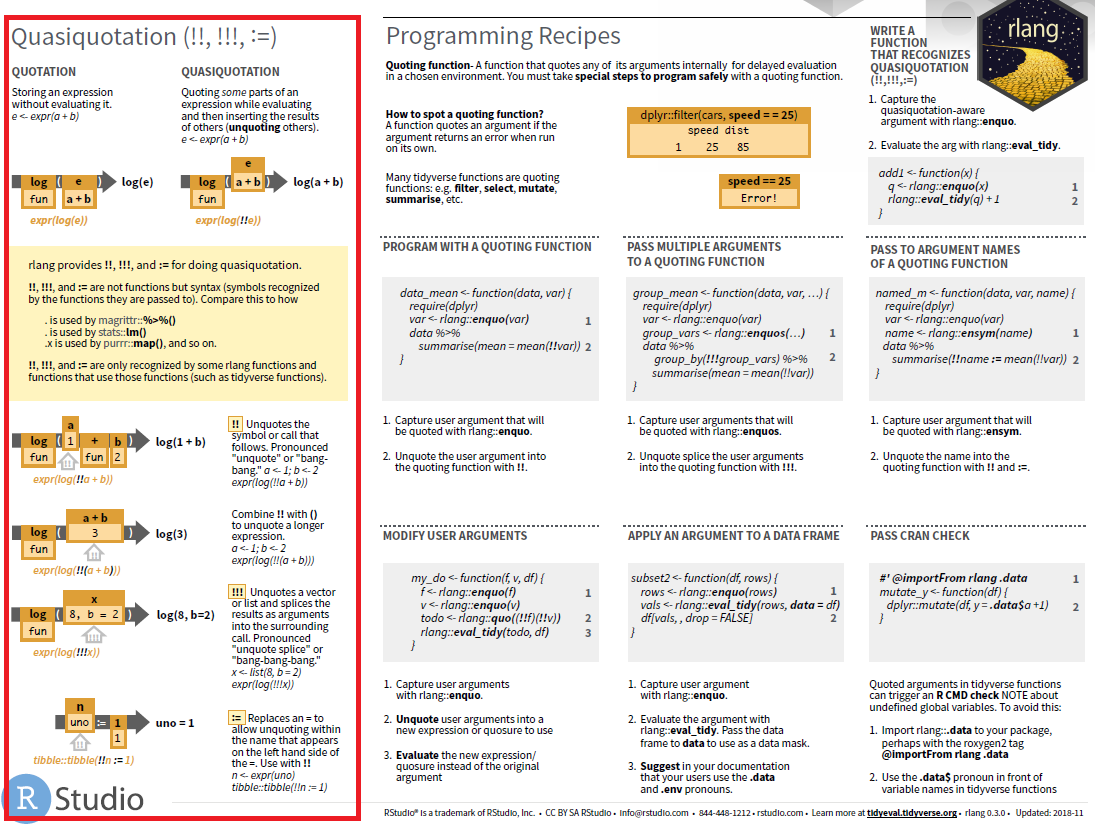 Quasiquotation (!!, !!!, :=)
QUOTATION
Storing an expression
without evaluating it.
e <- expr(a + b)
QUASIQUOTATION
Quoting some parts of an
expression while evaluating
and then inserting the results
of others (unquoting others).
e <- expr(a + b)
log ( e )
fun a + b
log(e)
expr(log(e))
e
log ( a + b )
fun
log(a + b)
expr(log(!!e))
rlang provides !!, !!!, and := for doing quasiquotation.
!!, !!!, and := are not functions but syntax (symbols recognized
by the functions they are passed to). Compare this to how
. is used by magrittr::%>%()
. is used by stats::lm()
.x is used by purrr::map(), and so on.
!!, !!!, and := are only recognized by some rlang functions and
functions that use those functions (such as tidyverse functions).
a
log ( 1 + b )
fun !!! fun 2
log(1 + b)
expr(log(!!a + b))
!! Unquotes the
symbol or call that
follows. Pronounced
"unquote" or "bang-
bang." a <- 1; b <- 2
expr(log(!!a + b))
a + b
log ( 3 )
fun !!!
log(3)
expr(log(!!(a + b)))
Combine !! with ()
to unquote a longer
expression.
a <- 1; b <- 2
expr(log(!!(a + b)))
x
log ( 8, b = 2 )
fun !!!
log(8, b=2)
expr(log(!!!x))
!!! Unquotes a vector
or list and splices the
results as arguments
into the surrounding
call. Pronounced
"unquote splice" or
"bang-bang-bang."
x <- list(8, b = 2)
expr(log(!!!x))
n
uno := 1
!!! 1
uno = 1
tibble::tibble(!!n := 1)
:= Replaces an = to
allow unquoting within
the name that appears
on the left hand side of
the =. Use with !!
n <- expr(uno)
tibble::tibble(!!n := 1)
R Studio
Programming Recipes
Quoting function- A function that quotes any of its arguments internally for delayed evaluation
in a chosen environment. You must take special steps to program safely with a quoting function.
How to spot a quoting function?
A function quotes an argument if the
argument returns an error when run
on its own.
Many tidyverse functions are quoting
functions: e.g. filter, select, mutate,
summarise, etc.
dplyr::filter(cars, speed == 25)
speed dist
1 25 85
speed == 25
Error!
WRITE A
FUNCTION
THAT RECOGNIZES
QUASIQUOTATION
(!!,!!!,:=)
rlang
1. Capture the
quasiquotation-aware
argument with rlang::enquo.
2. Evaluate the arg with rlang::eval_tidy.
add1 <- function(x) {
q <- rlang::enquo(x) 1
rlang::eval_tidy(q) + 1 2
}
PROGRAM WITH A QUOTING FUNCTION
data_mean <- function(data, var) {
require(dplyr)
var <- rlang::enquo(var) 1
data %>%
summarise(mean = mean(!!var)) 2
}
1. Capture user argument that will
be quoted with rlang::enquo.
2. Unquote the user argument into
the quoting function with !!.
PASS MULTIPLE ARGUMENTS
TO A QUOTING FUNCTION
group_mean <- function(data, var, …) {
require(dplyr)
var <- rlang::enquo(var)
group_vars <- rlang::enquos(…) 1
data %>%
group_by(!!!group_vars) %>% 2
summarise(mean = mean(!!var))
}
1. Capture user arguments that will
be quoted with rlang::enquos.
2. Unquote splice the user arguments
into the quoting function with !!!.
PASS TO ARGUMENT NAMES
OF A QUOTING FUNCTION
named_m <- function(data, var, name) {
require(dplyr)
var <- rlang::enquo(var)
name <- rlang::ensym(name) 1
data %>%
summarise(!!name := mean(!!var)) 2
}
1. Capture user argument that will
be quoted with rlang::ensym.
2. Unquote the name into the
quoting function with !! and :=.
MODIFY USER ARGUMENTS
my_do <- function(f, v, df) {
f <- rlang::enquo(f) 1
v <- rlang::enquo(v)
todo <- rlang::quo((!!f)(!!v)) 2
rlang::eval_tidy(todo, df) 3
}
1. Capture user arguments
with rlang::enquo.
2. Unquote user arguments into a
new expression or quosure to use
3. Evaluate the new expression/
quosure instead of the original
argument
APPLY AN ARGUMENT TO A DATA FRAME
subset2 <- function(df, rows) {
rows <- rlang::enquo(rows) 1
vals <- rlang::eval_tidy(rows, data = df)
df[vals, , drop = FALSE] 2
}
1. Capture user argument
with rlang::enquo.
2. Evaluate the argument with
rlang::eval_tidy. Pass the data
frame to data to use as a data mask.
3. Suggest in your documentation
that your users use the .data
and .env pronouns.
PASS CRAN CHECK
#' @importFrom rlang .data 1
mutate_y <- function(df) {
dplyr::mutate(df, y = .data$a +1) 2
}
Quoted arguments in tidyverse functions
can trigger an R CMD check NOTE about
undefined global variables. To avoid this:
1. Import rlang::.data to your package,
perhaps with the roxygen2 tag
@importFrom rlang .data
2. Use the .data$ pronoun in front of
variable names in tidyverse functions
RStudio® is a trademark of RStudio, Inc. • CC BY SA RStudio • info@rstudio.com • 844-448-1212 • rstudio.com • Learn more at tidyeval.tidyverse.org • rlang 0.3.0 • Updated: 2018-11